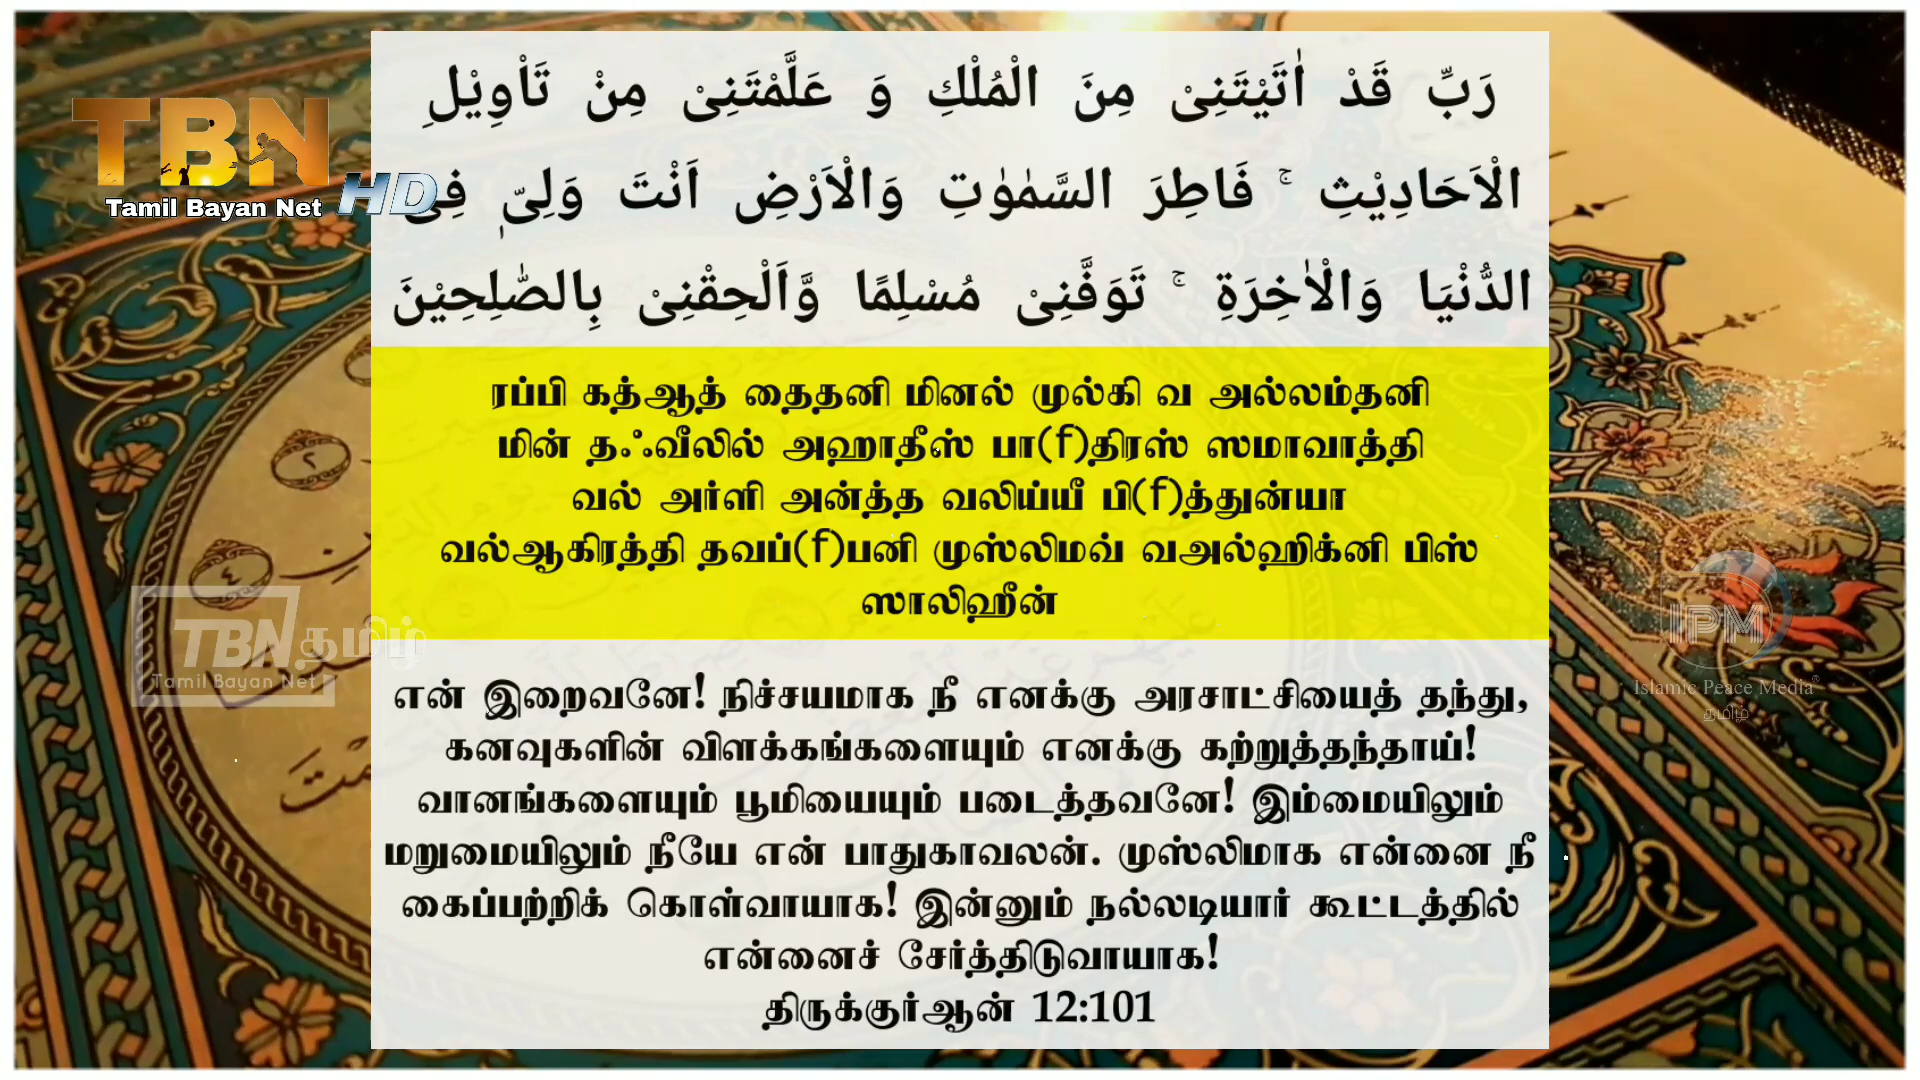 رَبِّ قَدْ اٰتَيْتَنِىْ مِنَ الْمُلْكِ وَ عَلَّمْتَنِىْ مِنْ تَاْوِيْلِ
الْاَحَادِيْثِ ۚ فَاطِرَ السَّمٰوٰتِ وَالْاَرْضِ اَنْتَ وَلِىّٖ فِى
الدُّنْيَا وَالْاٰخِرَةِ ۚ تَوَفَّنِىْ مُسْلِمًا وَّاَلْحِقْنِىْ بِالصّٰلِحِيْنَ
TBN HD
Tamil Bayan Net
ரப்பி கத்ஆத் தைதனி மினல் முல்கி வ அல்லம்தனி
மின் தஃவீலில் அஹாதீஸ் பா(f)திரஸ் ஸமாவாத்தி
வல் அர்ளி அன்த்த வலிய்யீ பி(f)த்துன்யா
வல்ஆகிரத்தி தவப்(f)பனி முஸ்லிமவ் வஅல்ஹிக்னி பிஸ்
ஸாலிஹீன்
TBN தமிழ்
Tamil Bayan Net
IPM
Islamic Peace Media®
தமிழ்
என் இறைவனே! நிச்சயமாக நீ எனக்கு அரசாட்சியைத் தந்து,
கனவுகளின் விளக்கங்களையும் எனக்கு கற்றுத்தந்தாய்!
வானங்களையும் பூமியையும் படைத்தவனே! இம்மையிலும்
மறுமையிலும் நீயே என் பாதுகாவலன். முஸ்லிமாக என்னை நீ
கைப்பற்றிக் கொள்வாயாக! இன்னும் நல்லடியார் கூட்டத்தில்
என்னைச் சேர்த்திடுவாயாக!
திருக்குர்ஆன் 12:101